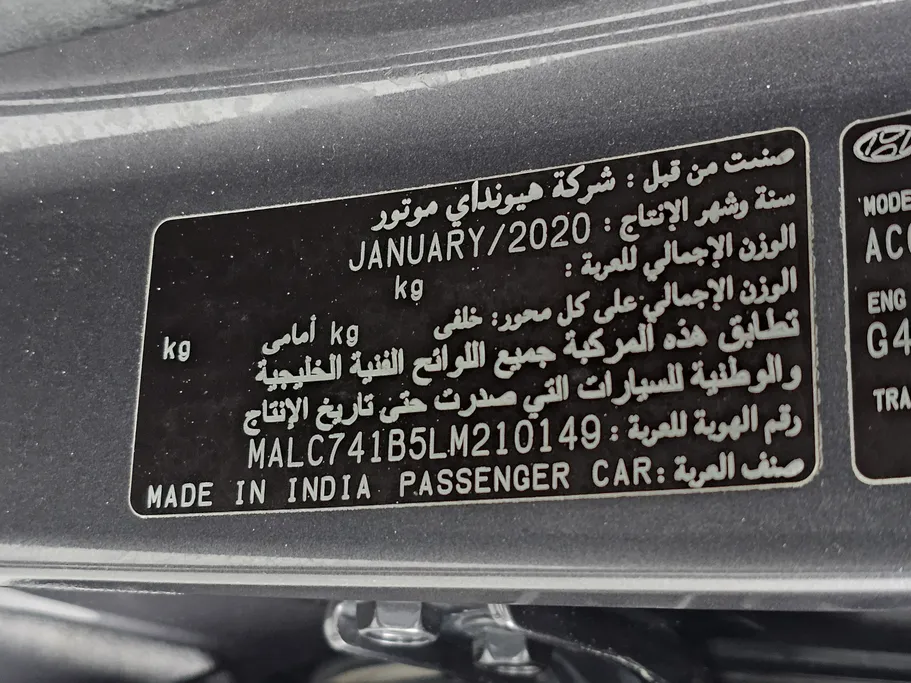 صنعت من قبل : شركة هيونداي موتور
سنة وشهر الإنتاج : JANUARY/2020
الوزن الإجمالي للعربة : kg
الوزن الإجمالي على كل محور: خلفى kg أمامى kg
تطابق هذه المركبة جميع اللوائح الفنية الخليجية
والوطنية للسيارات التي صدرت حتى تاريخ الإنتاج
رقم الهوية للعربة : MALC741B5LM210149
صنف العربة : PASSENGER CAR MADE IN INDIA
MODE
AC
ENG
G4
TRA